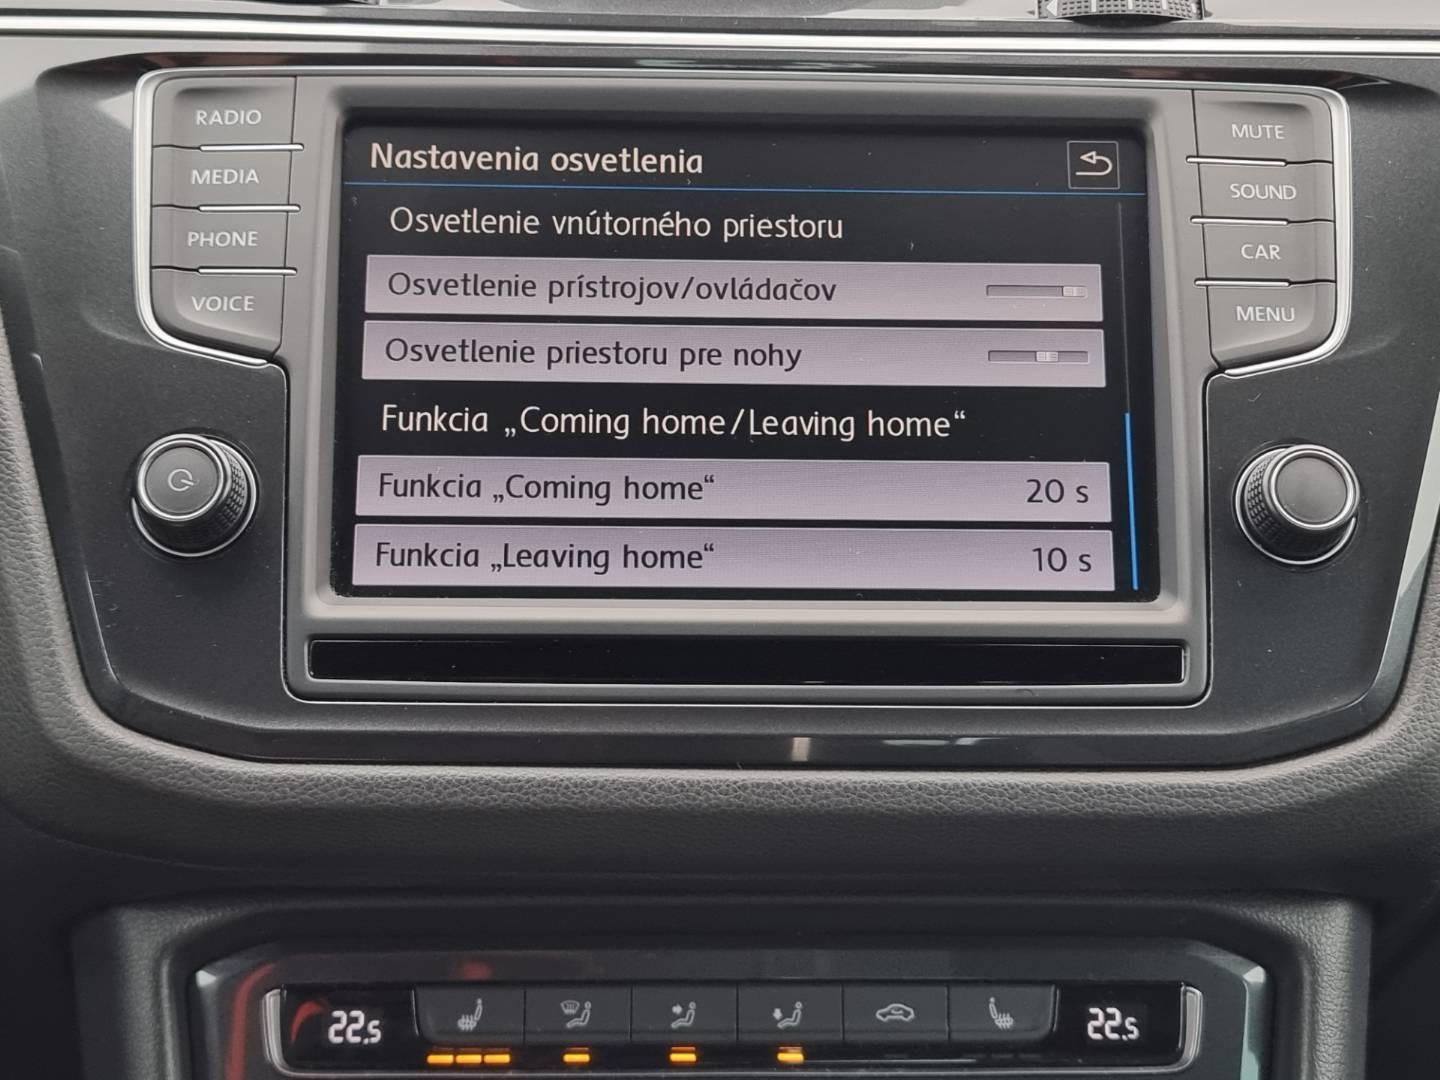 RADIO
MEDIA
PHONE
VOICE
Nastavenia osvetlenia
Osvetlenie vnútorného priestoru
Osvetlenie prístrojov/ovládačov
Osvetlenie priestoru pre nohy
Funkcia „Coming home/Leaving home“
Funkcia „Coming home“ 20 s
Funkcia „Leaving home“ 10 s
MUTE
SOUND
CAR
MENU
22.5
22.5